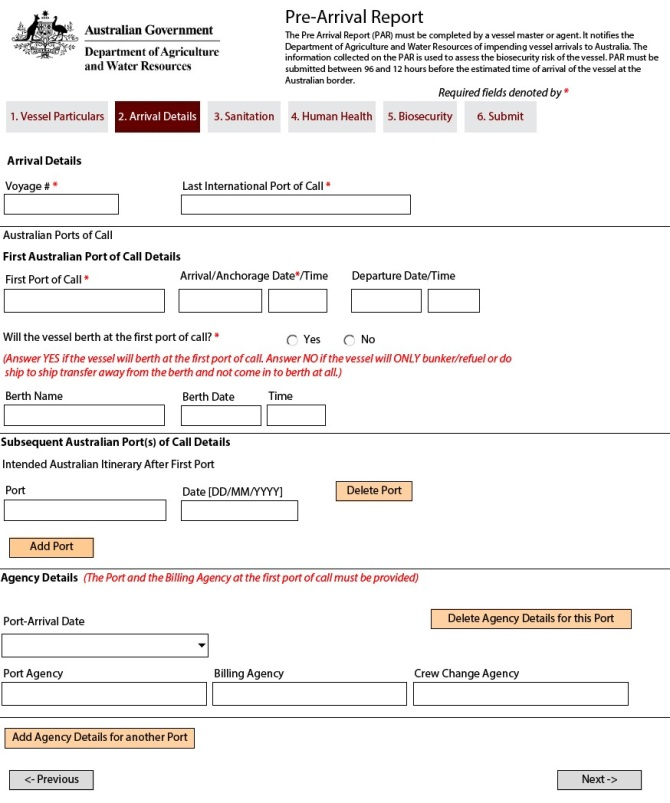 Australian Government
Department of Agriculture
and Water Resources
Pre-Arrival Report
The Pre Arrival Report (PAR) must be completed by a vessel master or agent. It notifies the
Department of Agriculture and Water Resources of impending vessel arrivals to Australia. The
information collected on the PAR is used to assess the biosecurity risk of the vessel. PAR must be
submitted between 96 and 12 hours before the estimated time of arrival of the vessel at the
Australian border.
Required fields denoted by *
1. Vessel Particulars 2. Arrival Details 3. Sanitation 4. Human Health 5. Biosecurity 6. Submit
Arrival Details
Voyage # * Last International Port of Call *
Australian Ports of Call
First Australian Port of Call Details
First Port of Call * Arrival/Anchorage Date*/Time Departure Date/Time
Will the vessel berth at the first port of call? * Yes No
(Answer YES if the vessel will berth at the first port of call. Answer NO if the vessel will ONLY bunker/refuel or do
ship to ship transfer away from the berth and not come in to berth at all.)
Berth Name Berth Date Time
Subsequent Australian Port(s) of Call Details
Intended Australian Itinerary After First Port
Port Date [DD/MM/YYYY] Delete Port
Add Port
Agency Details (The Port and the Billing Agency at the first port of call must be provided)
Port-Arrival Date Delete Agency Details for this Port
Port Agency Billing Agency Crew Change Agency
Add Agency Details for another Port
<- Previous Next ->